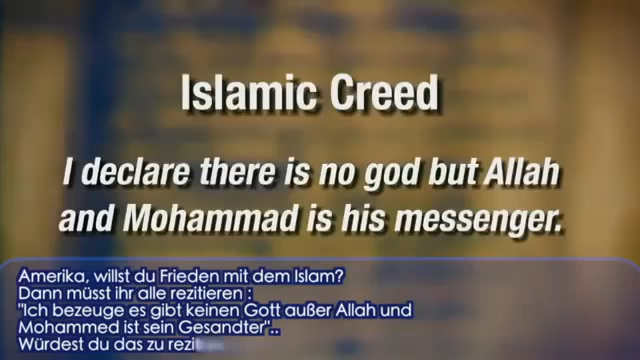 Islamic Creed
I declare there is no god but Allah
and Mohammad is his messenger.
Amerika, willst du Frieden mit dem Islam?
Dann müsst ihr alle rezitieren :
"Ich bezeuge es gibt keinen Gott außer Allah und
Mohammed ist sein Gesandter"..
Würdest du das zu rezi